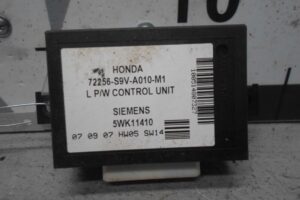 HONDA
72256-S9V-A010-M1
L P/W CONTROL UNIT
SIEMENS
5WK11410
07 09 07 HW05 SW14